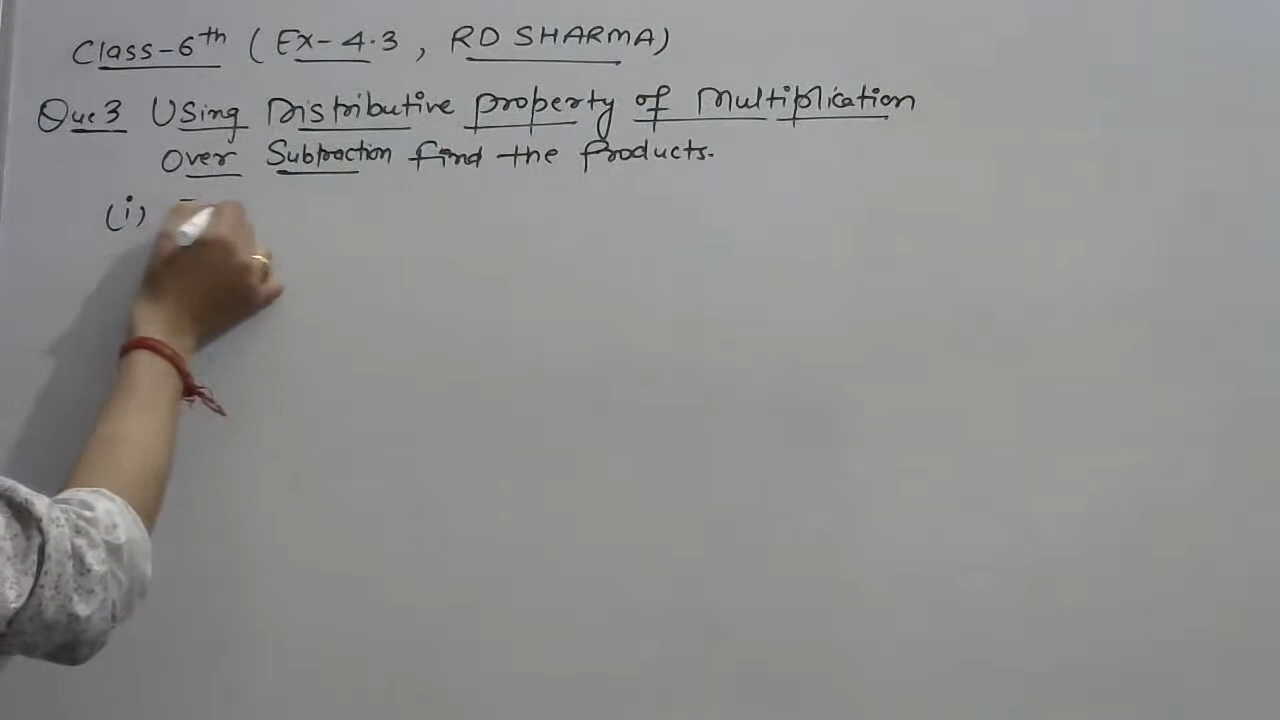 Class-6th (Ex-4.3, RD SHARMA)
Que 3 Using Distributive property of Multiplication
Over Subtraction find the products.
(i)